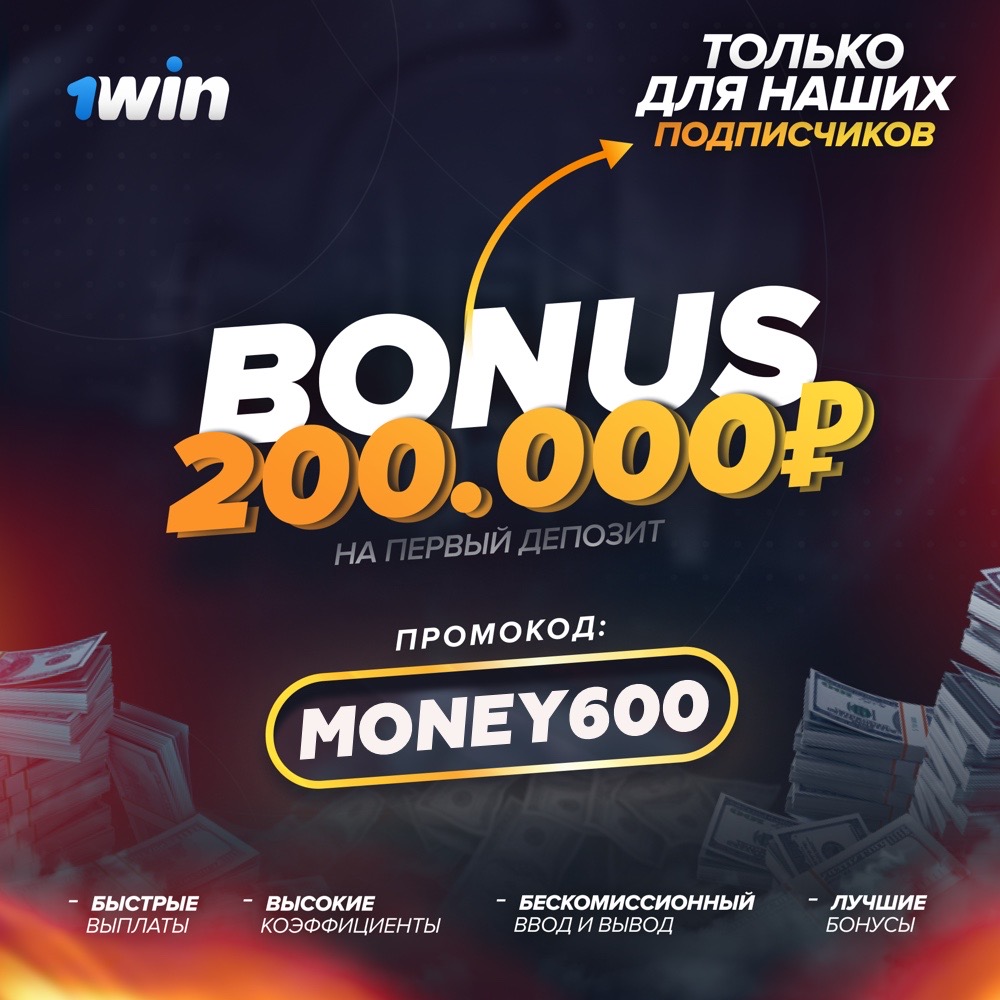 1win
ТОЛЬКО
ДЛЯ НАШИХ
ПОДПИСЧИКОВ
BONUS
200.000₽
НА ПЕРВЫЙ ДЕПОЗИТ
ПРОМОКОД:
MONEY600
- БЫСТРЫЕ
ВЫПЛАТЫ
- ВЫСОКИЕ
КОЭФФИЦИЕНТЫ
- БЕСКОМИССИОННЫЙ
ВВОД И ВЫВОД
- ЛУЧШИЕ
БОНУСЫ